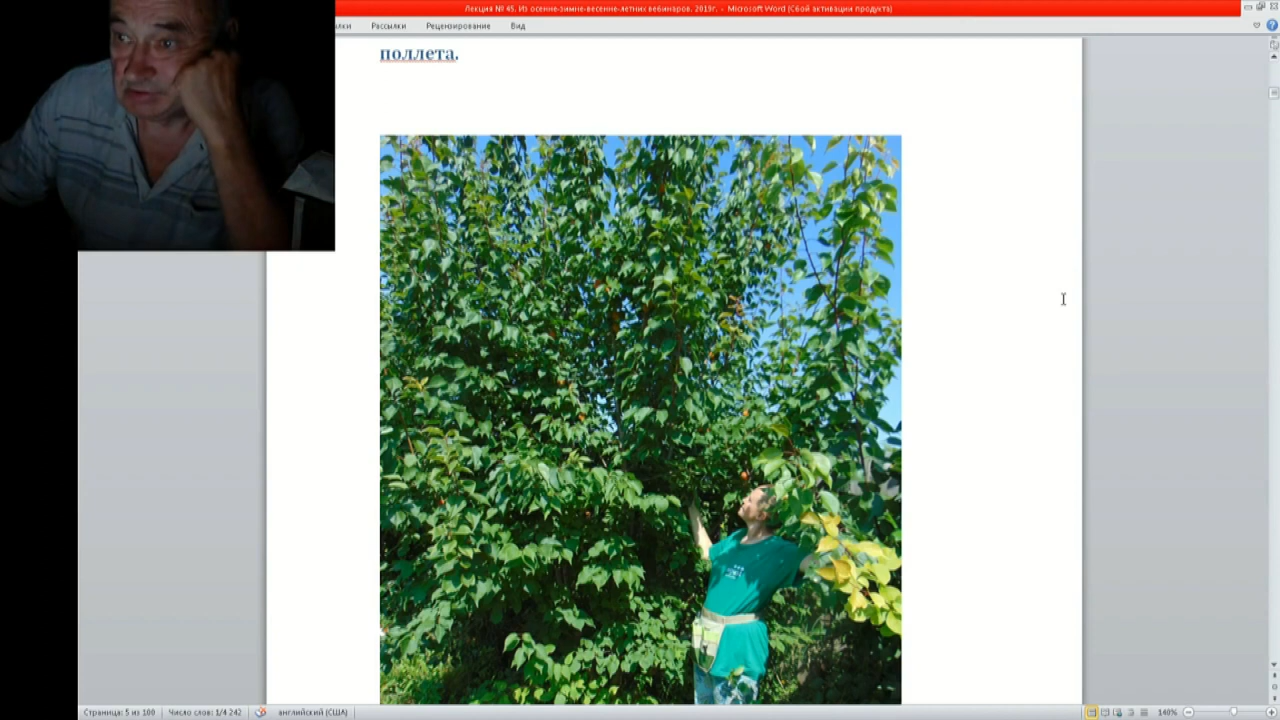 Лекция № 45. Из осенне-зимне-весенне-летних вебинаров. 2019г. - Microsoft Word (Сбой активации продукта)
лки Рассылки Рецензирование Вид
поллета.
Страница: 5 из 100 Число слов: 1/4 242 английский (США) 140%